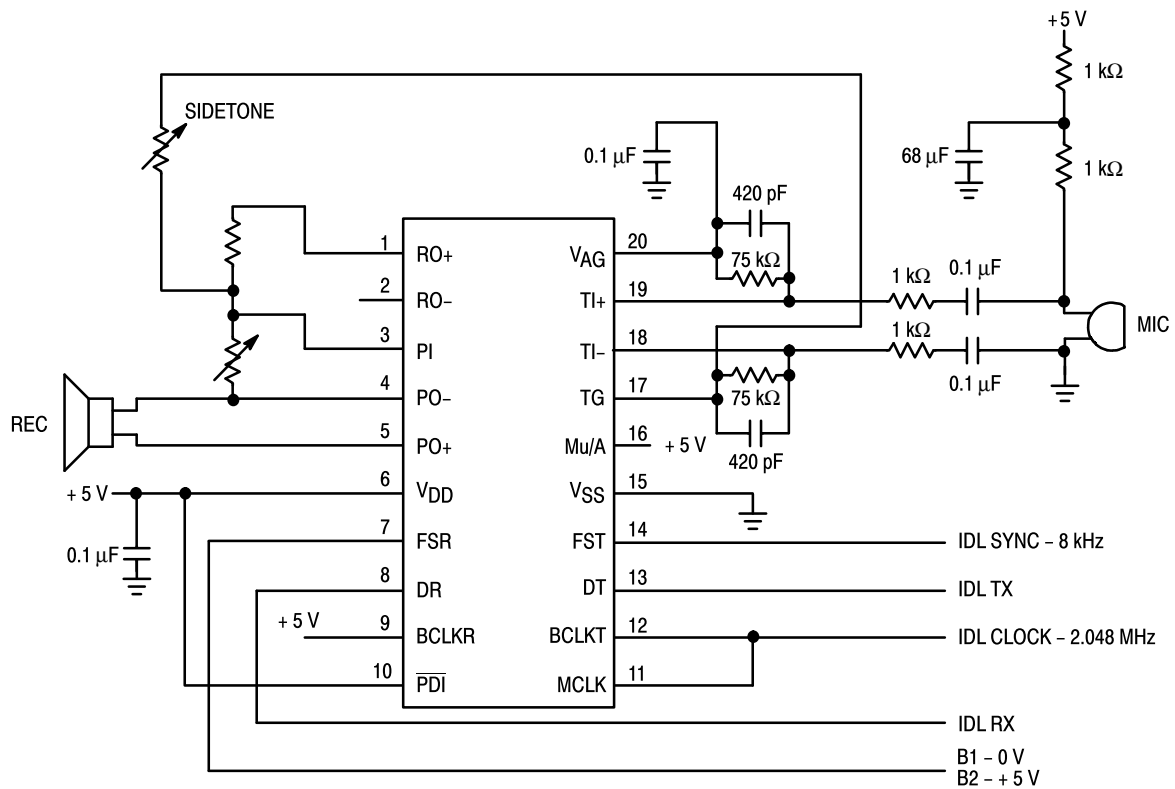 +5 V
1 kΩ
SIDETONE
0.1 µF
68 µF
1 kΩ
420 pF
1 RO+
VAG 20
75 kΩ
1 kΩ
0.1 µF
2 RO–
TI+ 19
MIC
3 PI
TI– 18
1 kΩ
0.1 µF
4 PO–
TG 17
75 kΩ
REC
5 PO+
Mu/A 16
+ 5 V
420 pF
+ 5 V
6 VDD
VSS 15
0.1 µF
7 FSR
FST 14
IDL SYNC – 8 kHz
8 DR
DT 13
IDL TX
+ 5 V
9 BCLKR
BCLKT 12
IDL CLOCK – 2.048 MHz
10 PDI
MCLK 11
IDL RX
B1 – 0 V
B2 – + 5 V